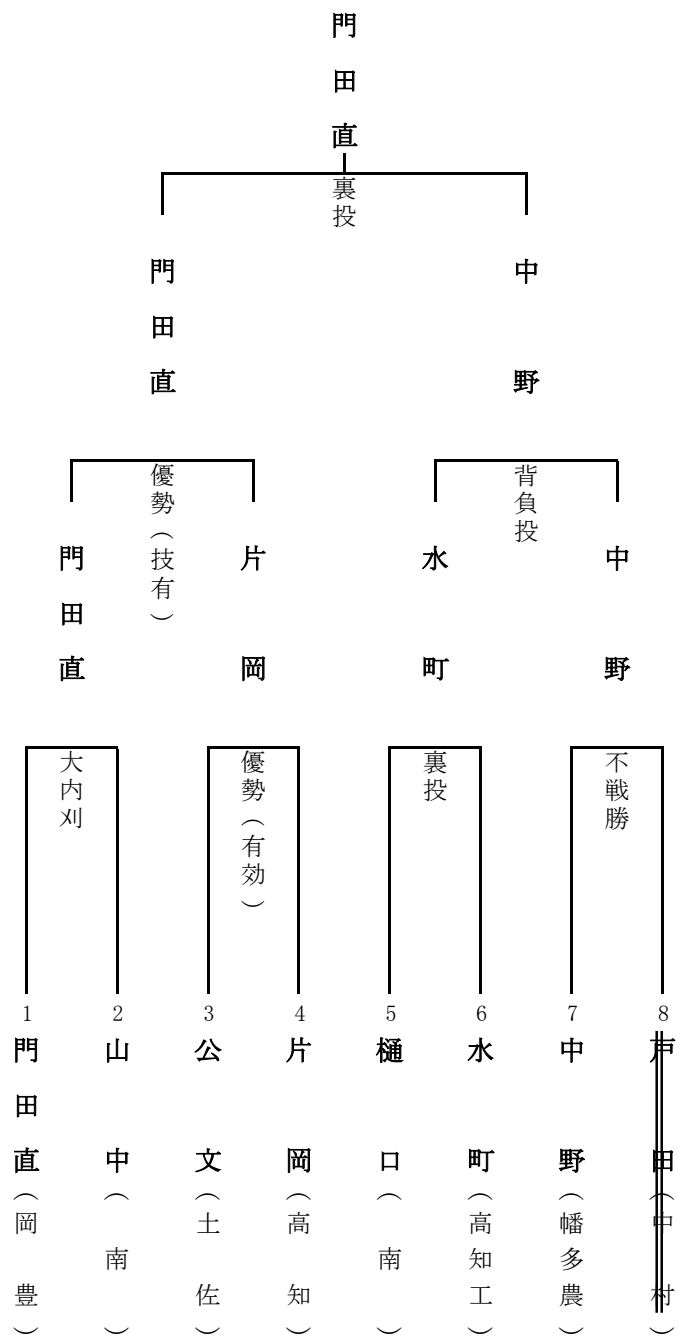 門田直
裏投
門田直
中野
優勢(技有)
背負投
門田直
片岡
水町
中野
大内刈
優勢(有効)
裏投
不戦勝
1
2
3
4
5
6
7
8
門田直(岡豊)
山中(南)
公文(土佐)
片岡(高知)
樋口(南)
水町(高知工)
中野(幡多農)
戸田(中村)